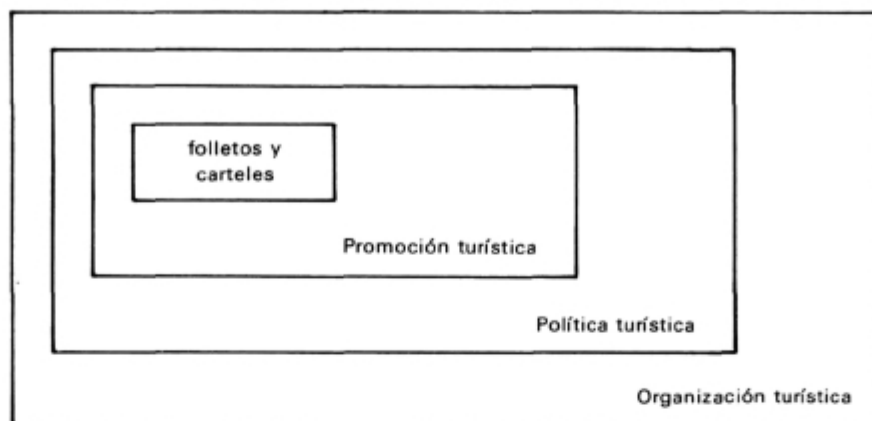 folletos y
carteles
Promoción turística
Política turística
Organización turística